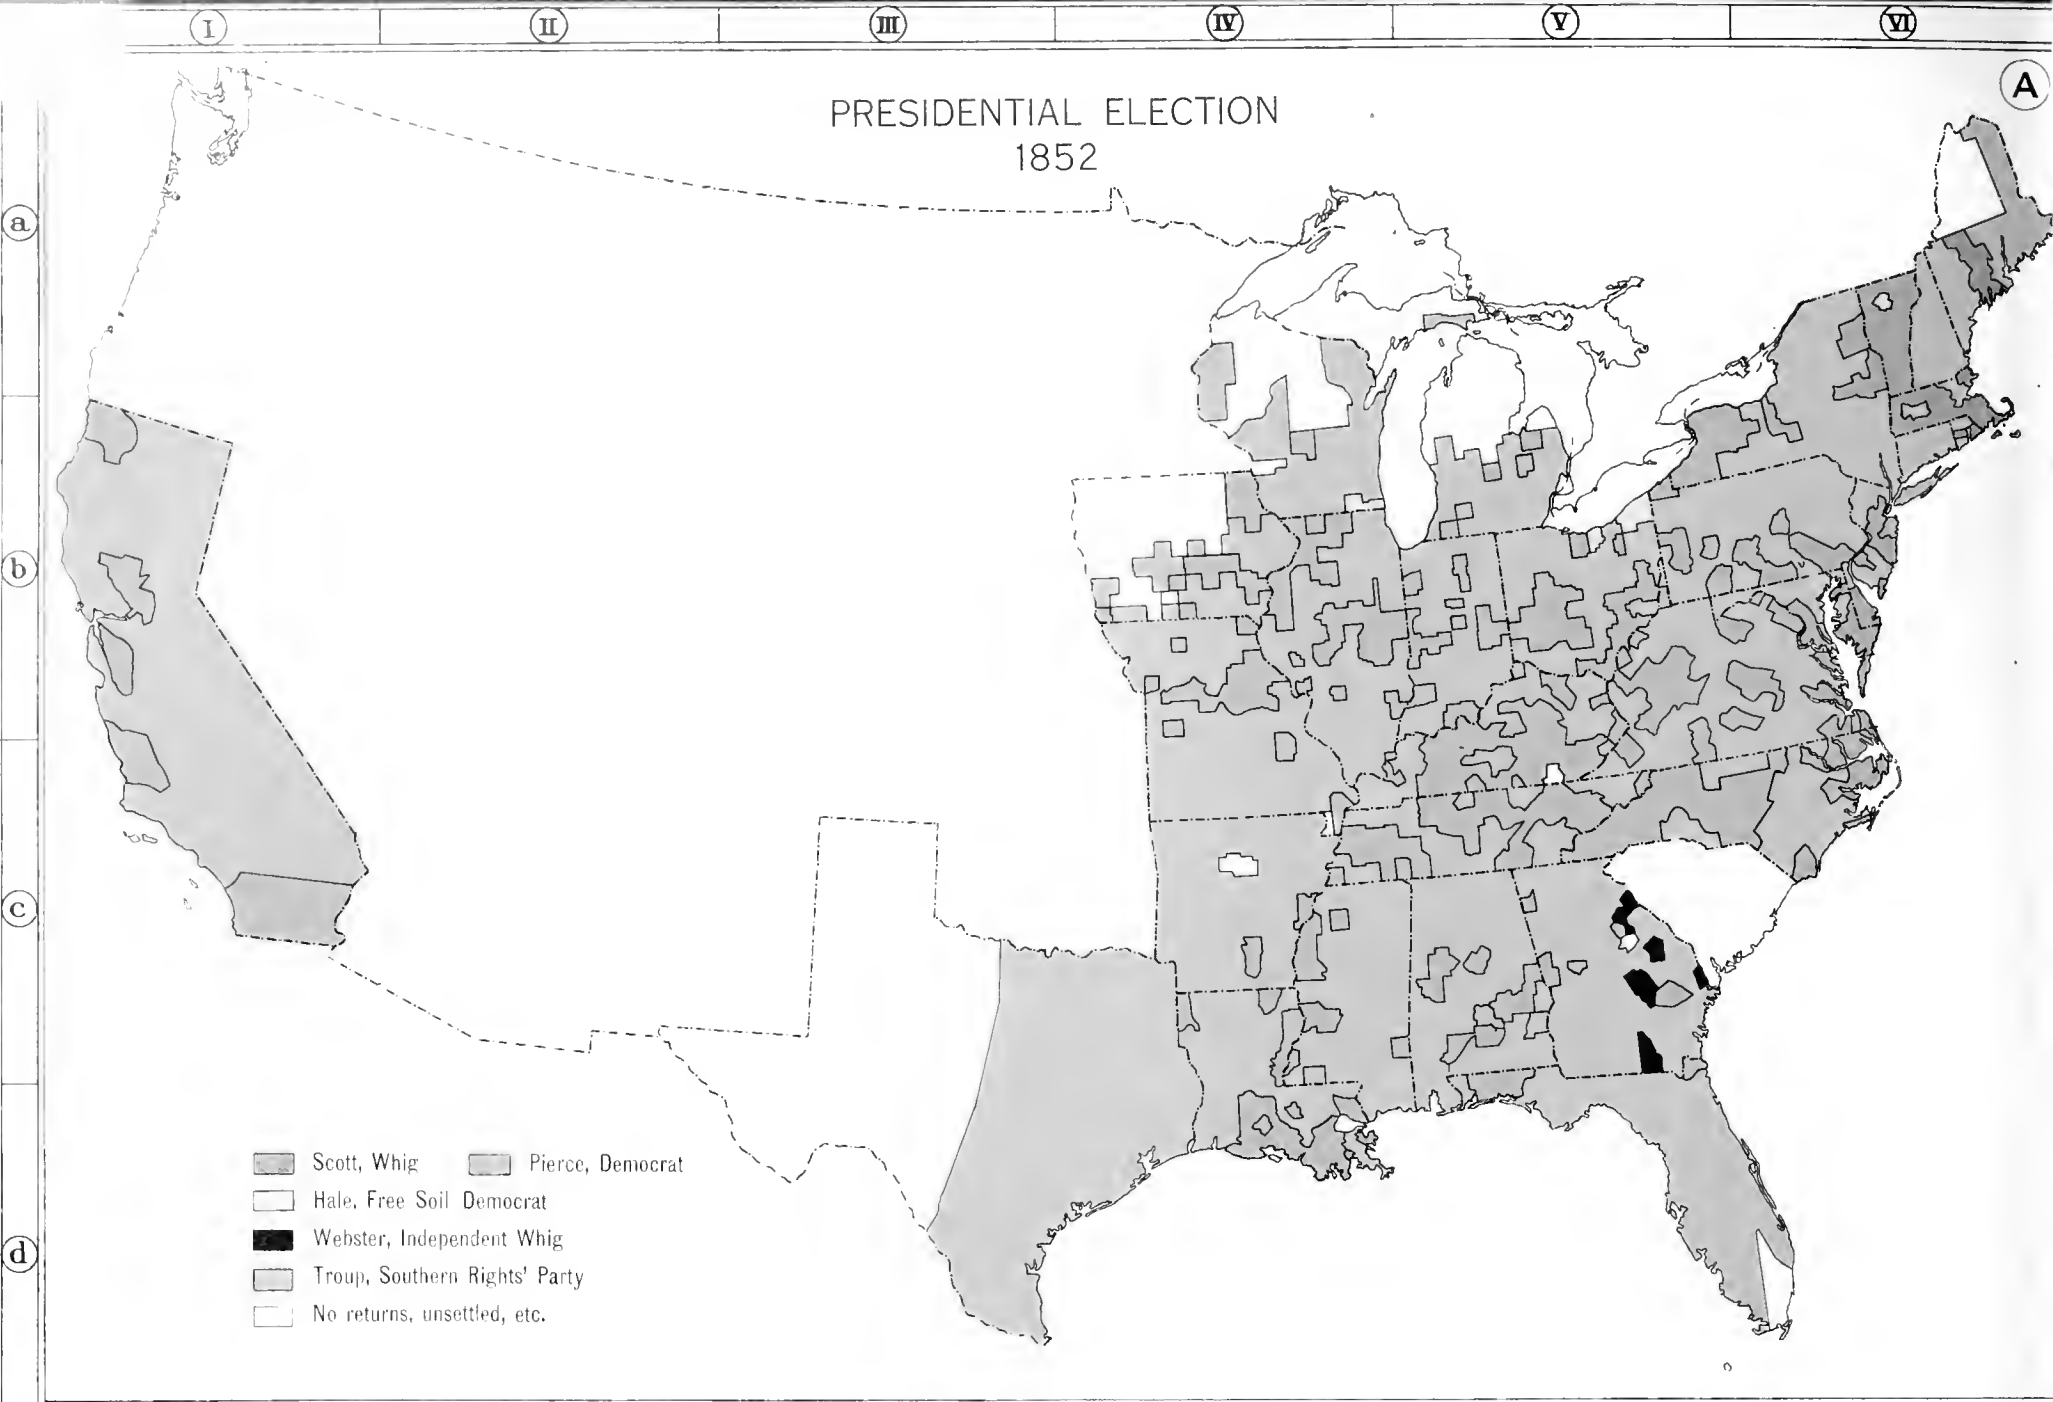 I II III IV V VI
A
PRESIDENTIAL ELECTION
1852
a
b
c
d
Scott, Whig Pierce, Democrat
Hale, Free Soil Democrat
Webster, Independent Whig
Troup, Southern Rights' Party
No returns, unsettled, etc.